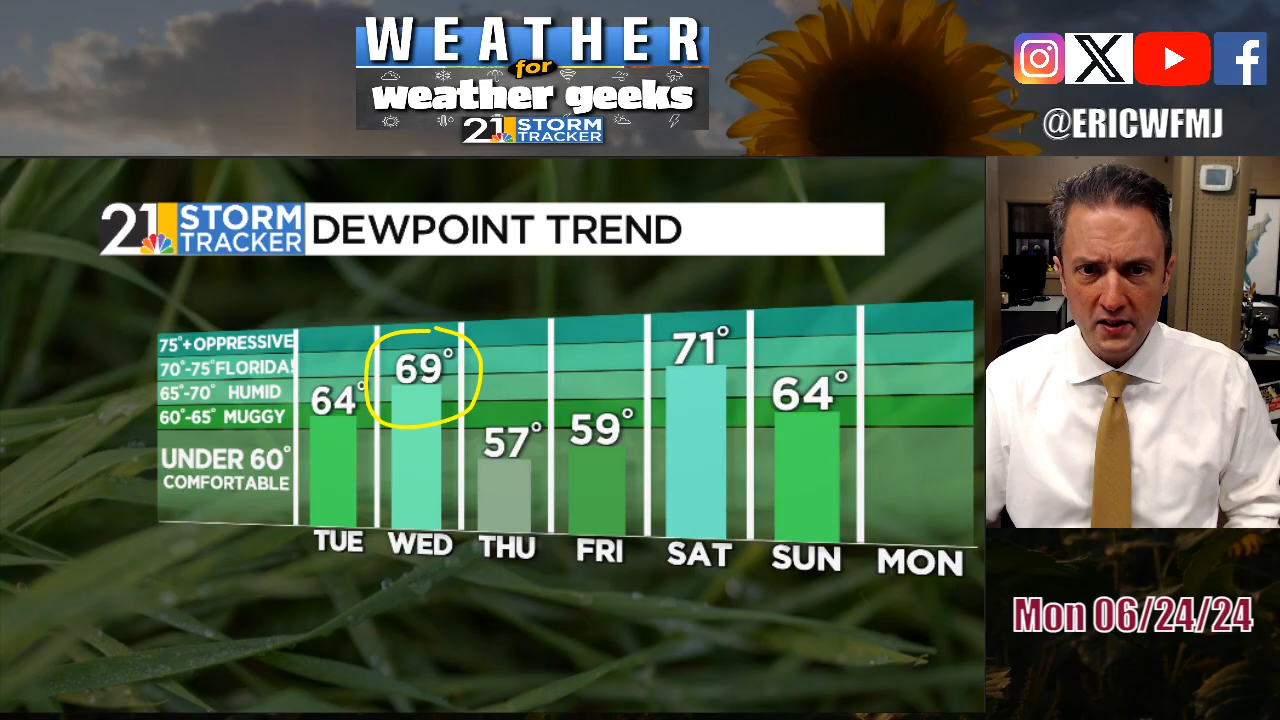 WEATHER
for
weather geeks
21 STORM TRACKER
@ERICWFMJ
21 STORM TRACKER DEWPOINT TREND
75°+ OPPRESSIVE
70°-75° FLORIDA!
65°-70° HUMID
60°-65° MUGGY
UNDER 60°
COMFORTABLE
64° 69° 57° 59° 71° 64°
TUE WED THU FRI SAT SUN MON
Mon 06/24/24